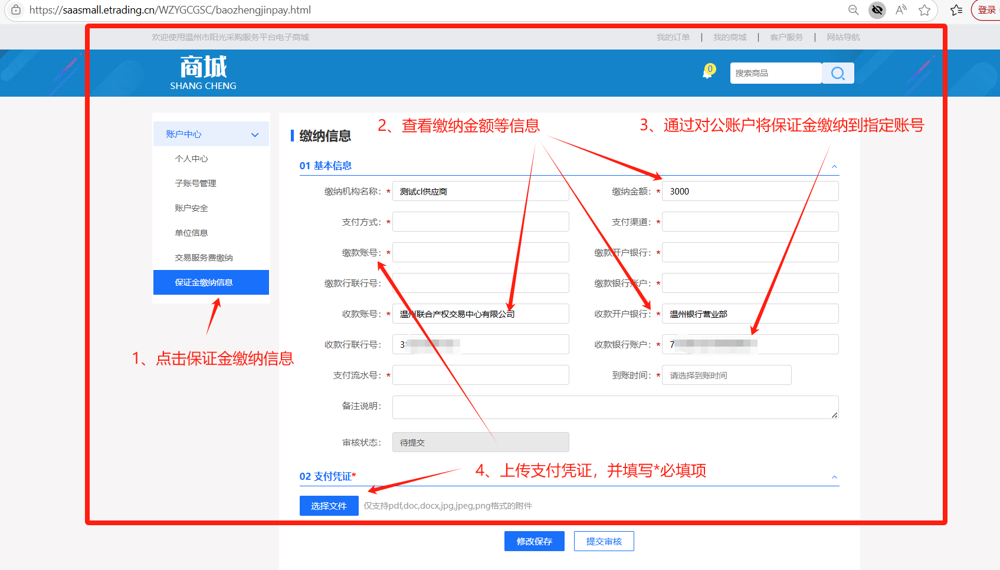 https://saasmall.etrading.cn/WZYGCGSC/baozhengjinpay.html
登录
欢迎使用温州市阳光采购服务平台电子商城
我的订单 | 我的商城 | 客户服务 | 网站导航
商城
SHANG CHENG
0
搜索商品
账户中心
个人中心
子账号管理
账户安全
单位信息
交易服务费缴纳
保证金缴纳信息
1、点击保证金缴纳信息
缴纳信息
2、查看缴纳金额等信息
3、通过对公账户将保证金缴纳到指定账号
01 基本信息
缴纳机构名称：* 测试cl供应商
缴纳金额：* 3000
支付方式：*
支付渠道：*
缴款账号：*
缴款开户银行：*
缴款行联行号：
缴款银行账户：*
收款账号：* 温州联合产权交易中心有限公司
收款开户银行：* 温州银行营业部
收款行联行号： 3
收款银行账户：* 7
支付流水号：*
到账时间：* 请选择到账时间
备注说明：
审核状态： 待提交
4、上传支付凭证，并填写*必填项
02 支付凭证*
选择文件 仅支持pdf,doc,docx,jpg,jpeg,png格式的附件
修改保存 提交审核